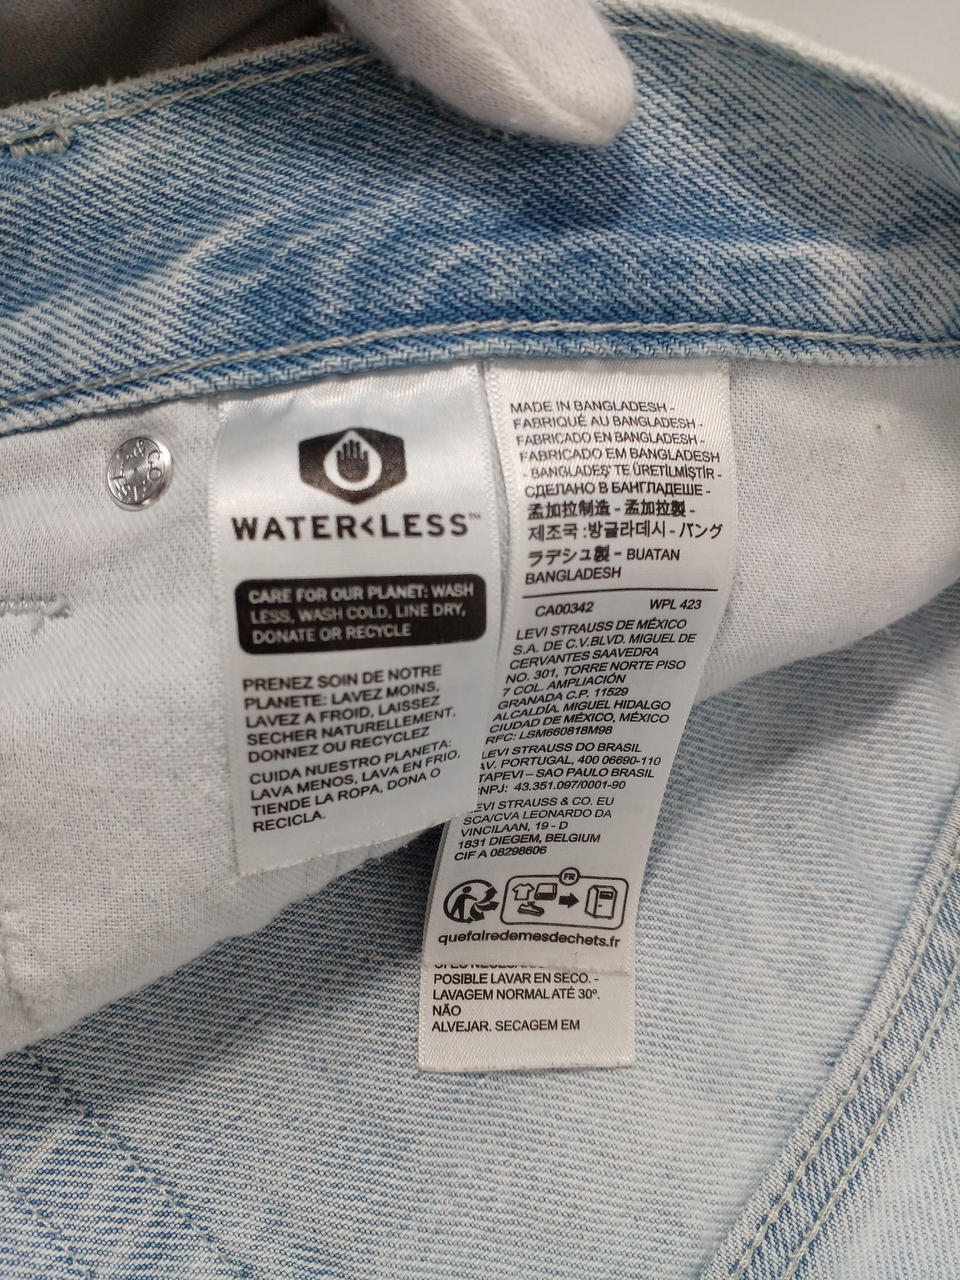 WATER<LESS™
CARE FOR OUR PLANET: WASH
LESS, WASH COLD, LINE DRY,
DONATE OR RECYCLE
PRENEZ SOIN DE NOTRE
PLANETE: LAVEZ MOINS,
LAVEZ A FROID, LAISSEZ
SECHER NATURELLEMENT.
DONNEZ OU RECYCLEZ
CUIDA NUESTRO PLANETA:
LAVA MENOS, LAVA EN FRIO,
TIENDE LA ROPA, DONA O
RECICLA.
MADE IN BANGLADESH -
FABRIQUÉ AU BANGLADESH -
FABRICADO EN BANGLADESH -
FABRICADO EM BANGLADESH
- BANGLADEŞ' TE ÜRETİLMİŞTİR -
СДЕЛАНО В БАНГЛАДЕШЕ -
孟加拉制造 - 孟加拉製 -
제조국 :방글라데시 - バング
ラデシュ製 - BUATAN
BANGLADESH
CA00342 WPL 423
LEVI STRAUSS DE MÉXICO
S.A. DE C.V.BLVD. MIGUEL DE
CERVANTES SAAVEDRA
NO. 301, TORRE NORTE PISO
7 COL. AMPLIACIÓN
GRANADA C.P. 11529
ALCALDÍA. MIGUEL HIDALGO
CIUDAD DE MÉXICO, MÉXICO
RFC: LSM660818M98
LEVI STRAUSS DO BRASIL
AV. PORTUGAL, 400 06690-110
TAPEVI – SAO PAULO BRASIL
NPJ: 43.351.097/0001-90
LEVI STRAUSS & CO. EU
SCA/CVA LEONARDO DA
VINCILAAN, 19 - D
1831 DIEGEM, BELGIUM
CIF A 08298606
FR
quefairedemesdechets.fr
POSIBLE LAVAR EN SECO. -
LAVAGEM NORMAL ATÉ 30°.
NÃO
ALVEJAR. SECAGEM EM